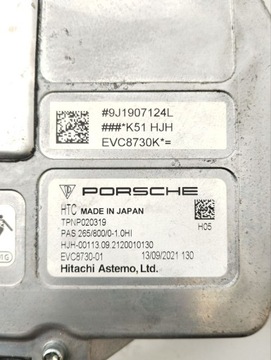 #9J1907124L
###*K51 HJH
EVC8730K*=
PORSCHE
HTC MADE IN JAPAN
TPNP020319
H05
PAS 265/800/0-1.0HI
HJH-00113.09.2120010130
EVC8730-01 13/09/2021 130
Hitachi Astemo, Ltd.